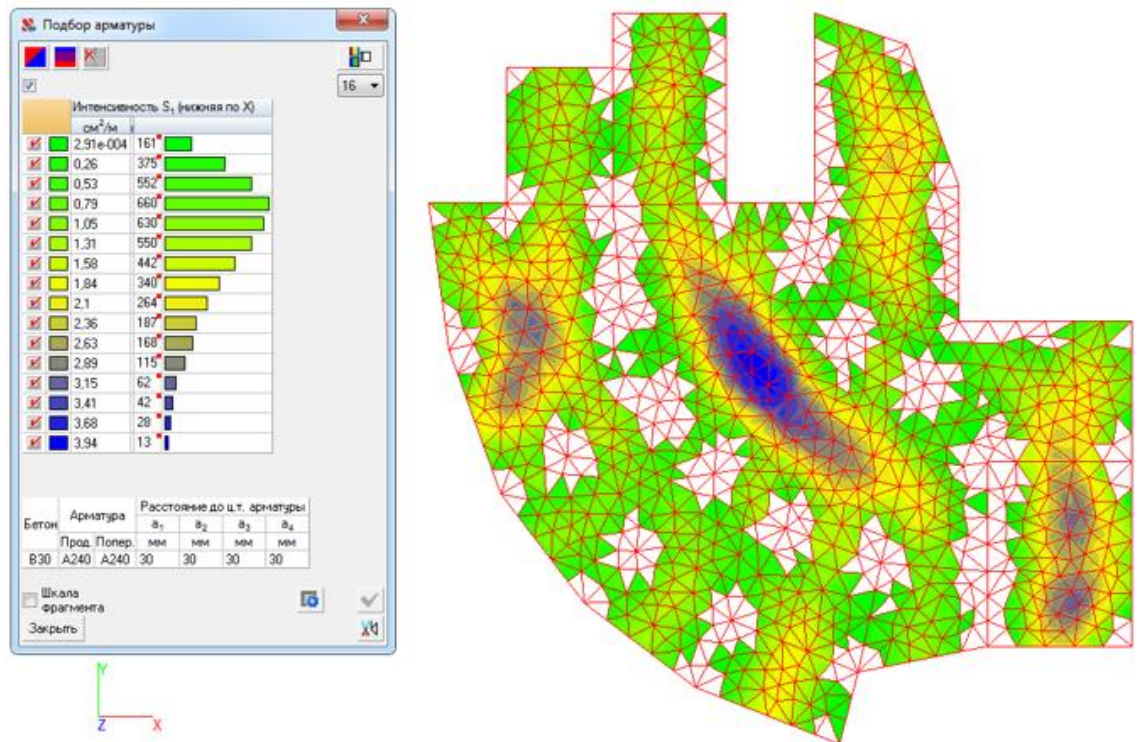 Подбор арматуры
16
Интенсивность S₁ (нижняя по X)
см²/м
2,91e-004 161
0,26 375
0,53 552
0,79 660
1,05 630
1,31 550
1,58 442
1,84 340
2,1 264
2,36 187
2,63 168
2,89 115
3,15 62
3,41 42
3,68 28
3,94 13
Бетон Арматура Расстояние до ц.т. арматуры
a₁ a₂ a₃ a₄
Прод. Попер. мм мм мм мм
B30 A240 A240 30 30 30 30
Шкала
фрагмента
Закрыть
Y
Z X